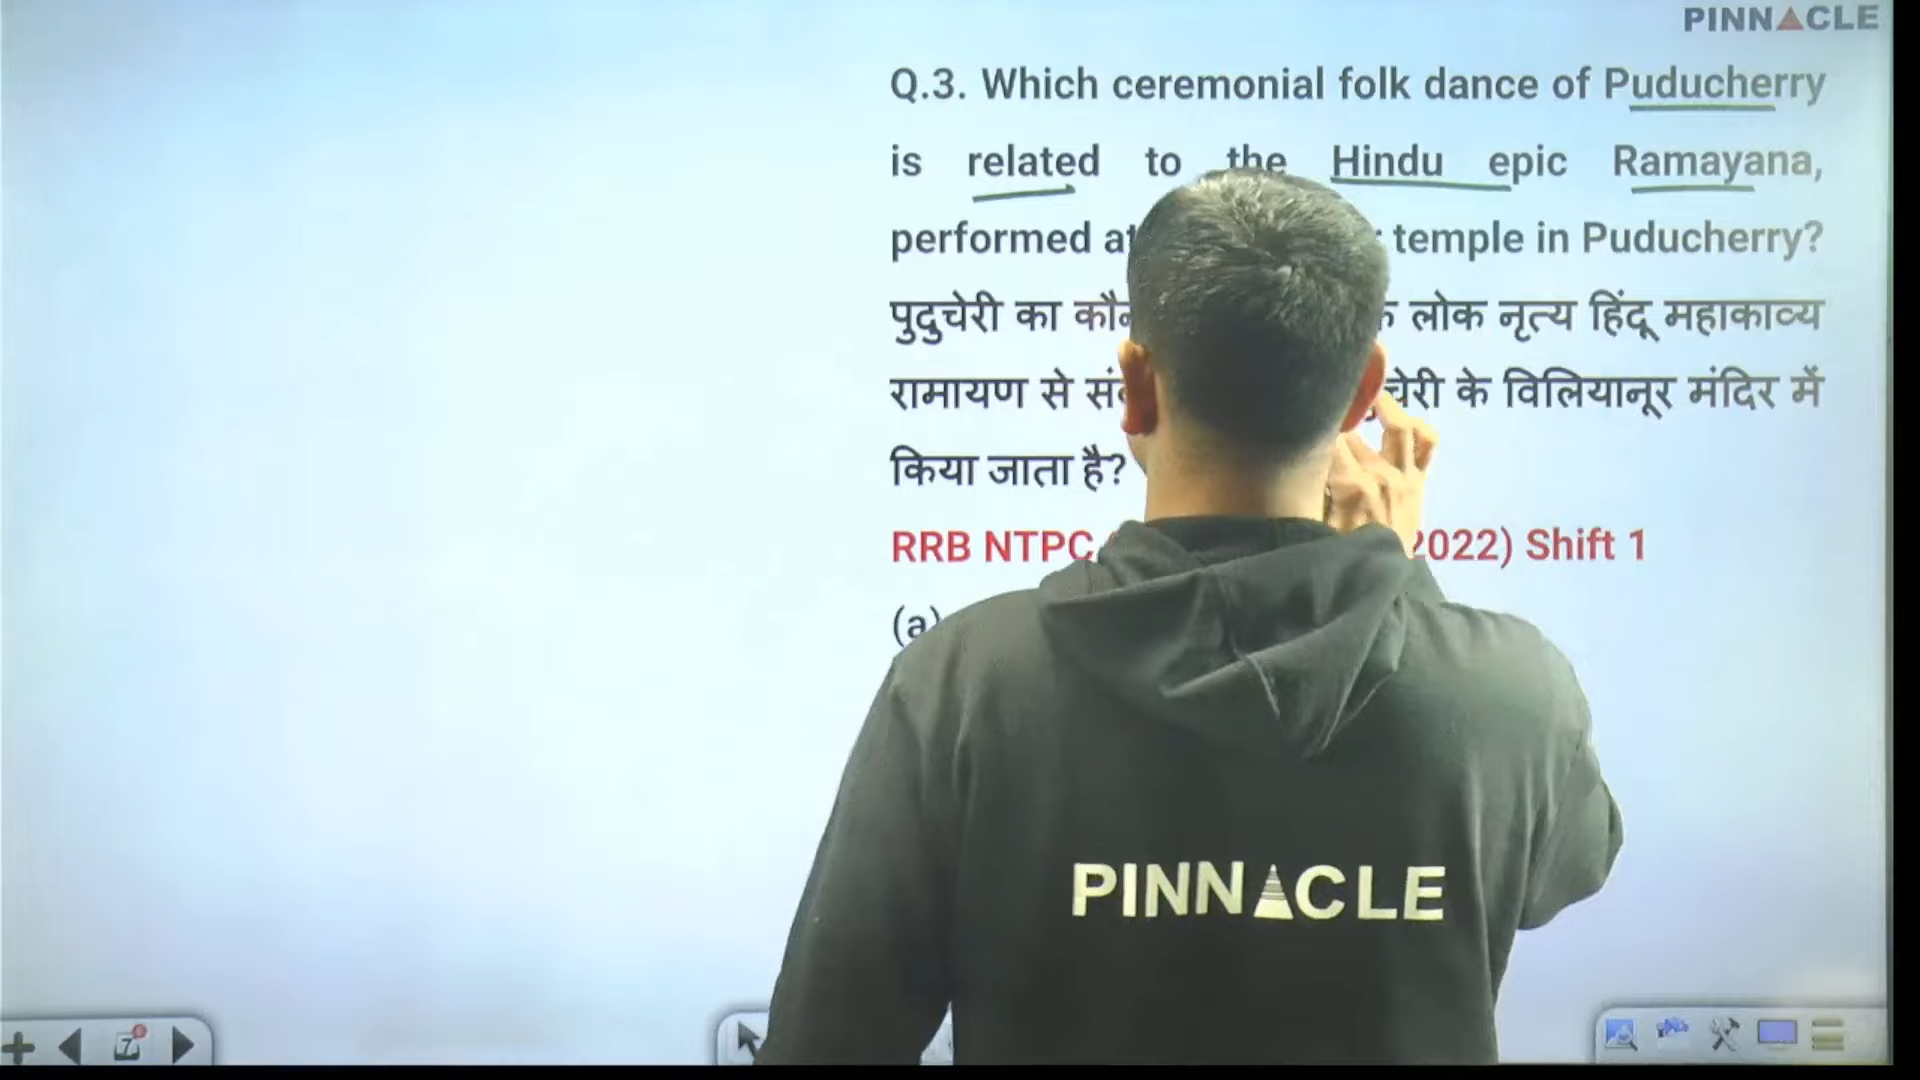 PINNACLE
Q.3. Which ceremonial folk dance of Puducherry
is related to the Hindu epic Ramayana,
performed at temple in Puducherry?
पुदुचेरी का लोक नृत्य हिंदू महाकाव्य
रामायण से के विलियानूर मंदिर में
किया जाता है?
RRB NTPC 2022) Shift 1
(a)
PINNACLE
7